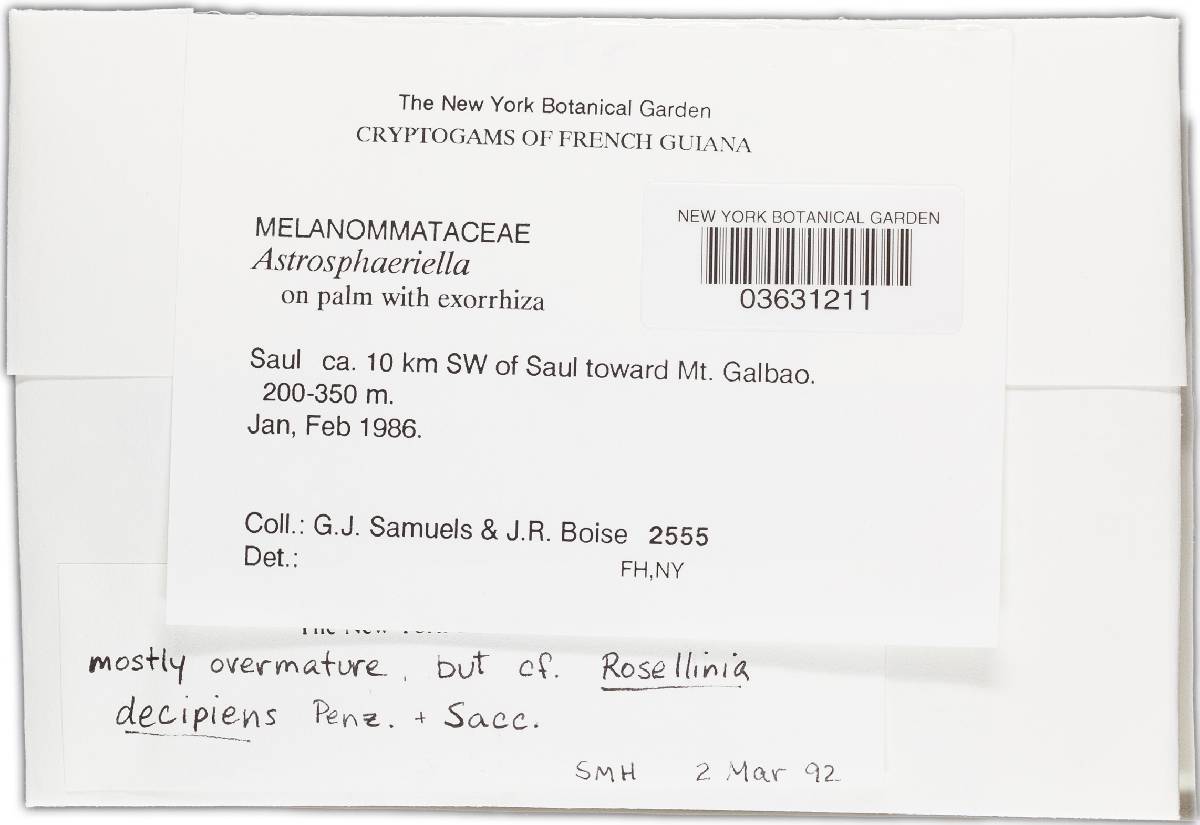 The New York Botanical Garden
CRYPTOGAMS OF FRENCH GUIANA
NEW YORK BOTANICAL GARDEN
03631211
MELANOMMATACEAE
Astrosphaeriella
on palm with exorrhiza
Saul ca. 10 km SW of Saul toward Mt. Galbao.
200-350 m.
Jan, Feb 1986.
Coll.: G.J. Samuels & J.R. Boise 2555
Det.:
FH,NY
The New
mostly overmature, but cf. Rosellinia
decipiens Penz. + Sacc.
SMH 2 Mar 92